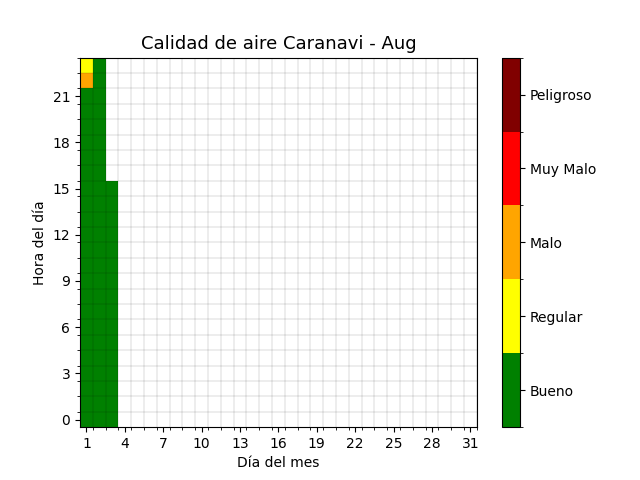 Calidad de aire Caranavi - Aug
Hora del día
21
18
15
12
9
6
3
0
1 4 7 10 13 16 19 22 25 28 31
Día del mes
Peligroso
Muy Malo
Malo
Regular
Bueno